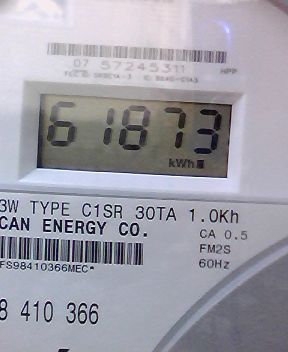 07 57245311
61873
kWh
3W TYPE C1SR 30TA 1.0Kh
CAN ENERGY CO.
CA 0.5
FM2S
60Hz
FS98410366MEC*
8 410 366